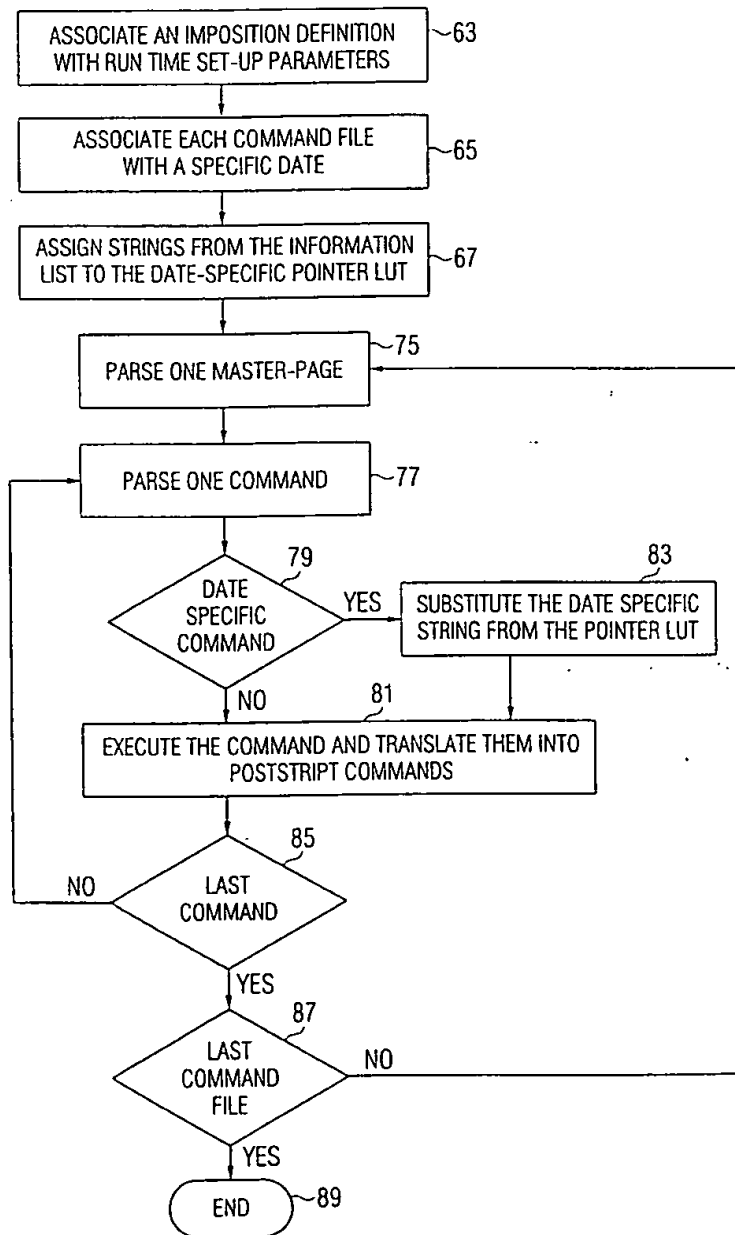 ASSOCIATE AN IMPOSITION DEFINITION
WITH RUN TIME SET-UP PARAMETERS
63
ASSOCIATE EACH COMMAND FILE
WITH A SPECIFIC DATE
65
ASSIGN STRINGS FROM THE INFORMATION
LIST TO THE DATE-SPECIFIC POINTER LUT
67
PARSE ONE MASTER-PAGE
75
PARSE ONE COMMAND
77
DATE
SPECIFIC
COMMAND
79
YES
SUBSTITUTE THE DATE SPECIFIC
STRING FROM THE POINTER LUT
83
NO
EXECUTE THE COMMAND AND TRANSLATE THEM INTO
POSTSTRIPT COMMANDS
81
LAST
COMMAND
85
NO
YES
LAST
COMMAND
FILE
87
NO
YES
END
89